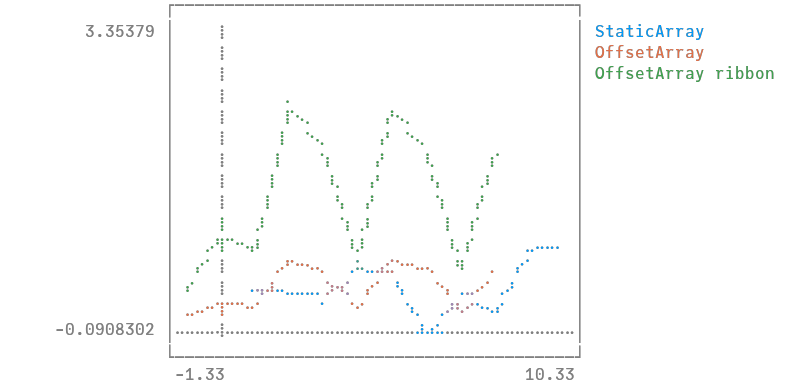 3.35379
StaticArray
OffsetArray
OffsetArray ribbon
-0.0908302
-1.33
10.33